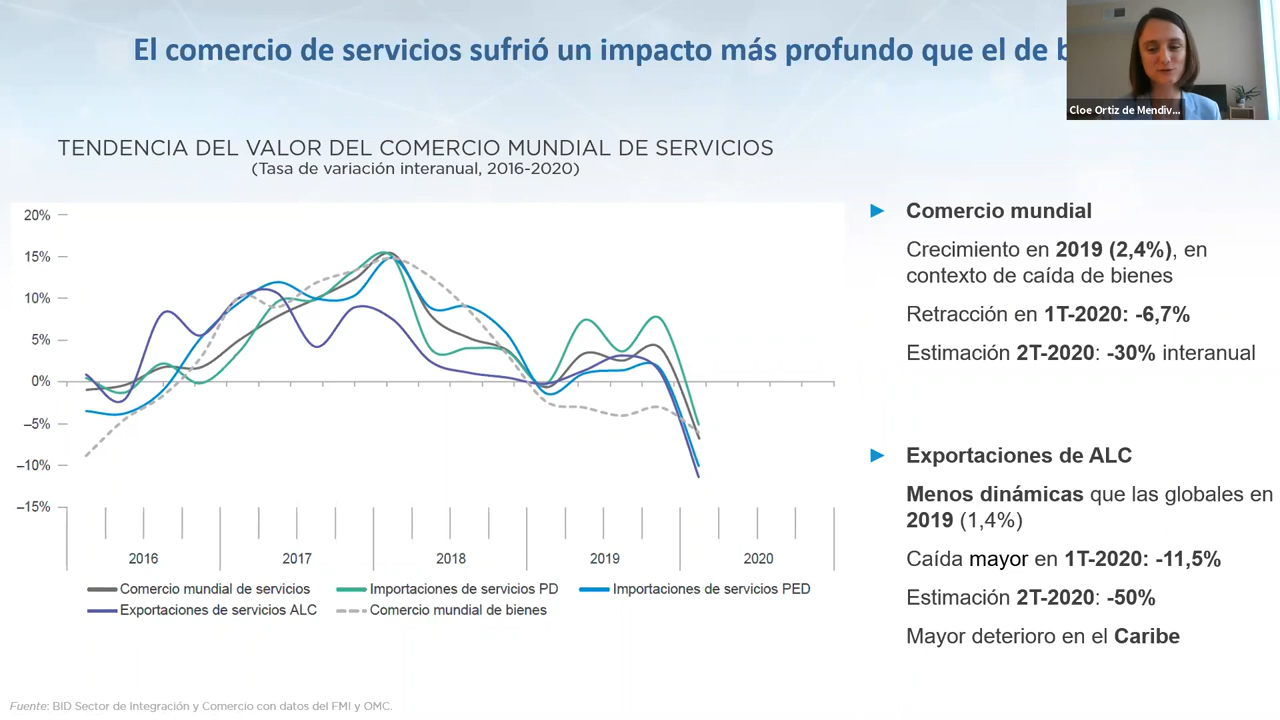 El comercio de servicios sufrió un impacto más profundo que el de b
Cloe Ortiz de Mendiv...
TENDENCIA DEL VALOR DEL COMERCIO MUNDIAL DE SERVICIOS
(Tasa de variación interanual, 2016-2020)
20%
15%
10%
5%
0%
–5%
–10%
–15%
2016 2017 2018 2019 2020
Comercio mundial de servicios Importaciones de servicios PD Importaciones de servicios PED
Exportaciones de servicios ALC Comercio mundial de bienes
Comercio mundial
Crecimiento en 2019 (2,4%), en
contexto de caída de bienes
Retracción en 1T-2020: -6,7%
Estimación 2T-2020: -30% interanual
Exportaciones de ALC
Menos dinámicas que las globales en
2019 (1,4%)
Caída mayor en 1T-2020: -11,5%
Estimación 2T-2020: -50%
Mayor deterioro en el Caribe
Fuente: BID Sector de Integración y Comercio con datos del FMI y OMC.